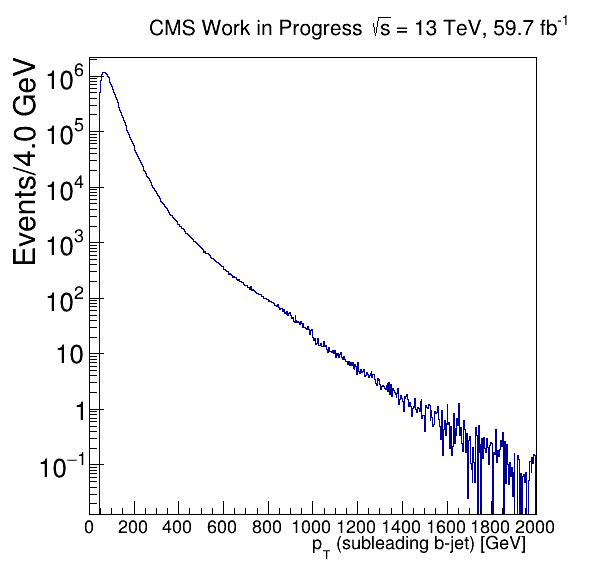 CMS Work in Progress √s = 13 TeV, 59.7 fb⁻¹
Events/4.0 GeV
10⁶
10⁵
10⁴
10³
10²
10
1
10⁻¹
0 200 400 600 800 1000 1200 1400 1600 1800 2000
p_T (subleading b-jet) [GeV]